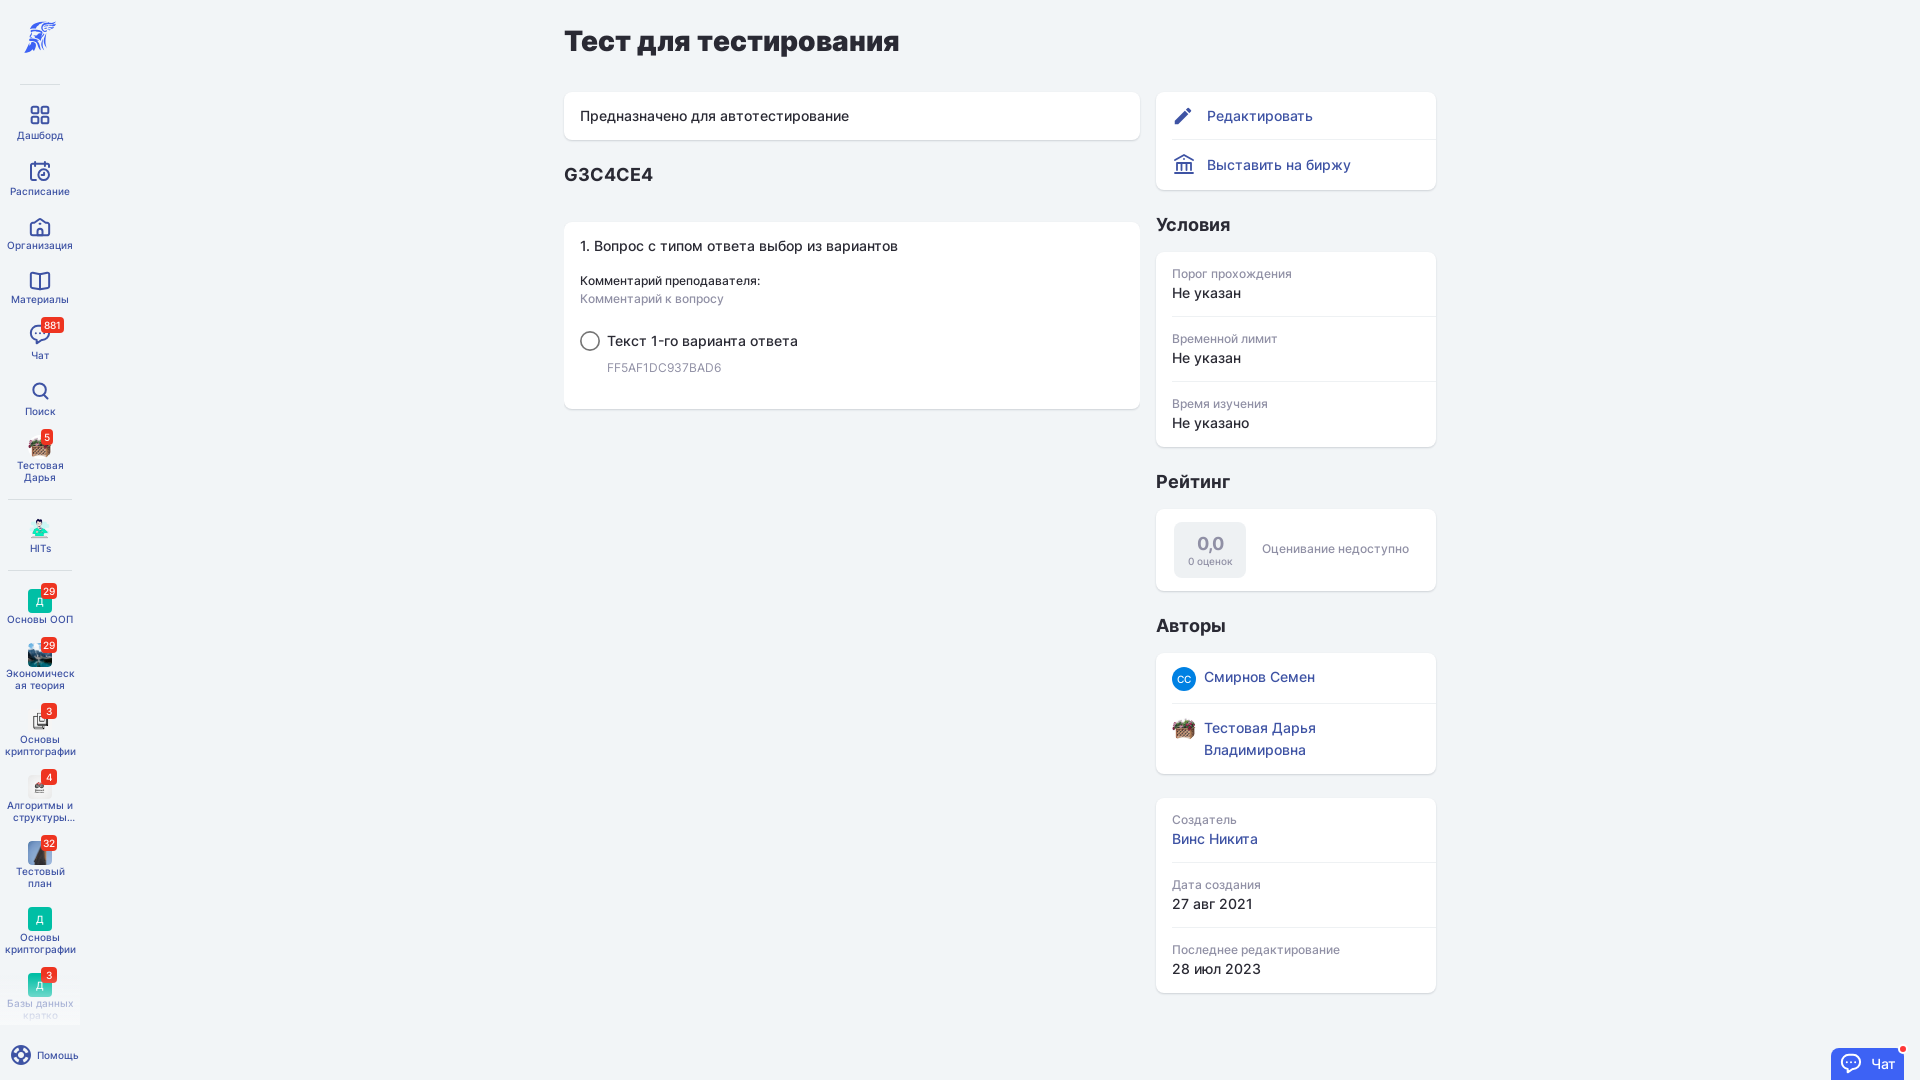 Дашборд
Расписание
Организация
Материалы
881
Чат
Поиск
5
Тестовая
Дарья
HITs
29
Д
Основы ООП
29
Экономическ
ая теория
3
Основы
криптографии
4
Алгоритмы и
структуры...
32
Тестовый
план
Д
Основы
криптографии
3
Д
Базы данных
кратко
Помощь
Тест для тестирования
Предназначено для автотестирование
G3C4CE4
1. Вопрос с типом ответа выбор из вариантов
Комментарий преподавателя:
Комментарий к вопросу
Текст 1-го варианта ответа
FF5AF1DC937BAD6
Редактировать
Выставить на биржу
Условия
Порог прохождения
Не указан
Временной лимит
Не указан
Время изучения
Не указано
Рейтинг
0,0
0 оценок
Оценивание недоступно
Авторы
СС
Смирнов Семен
Тестовая Дарья
Владимировна
Создатель
Винс Никита
Дата создания
27 авг 2021
Последнее редактирование
28 июл 2023
Чат